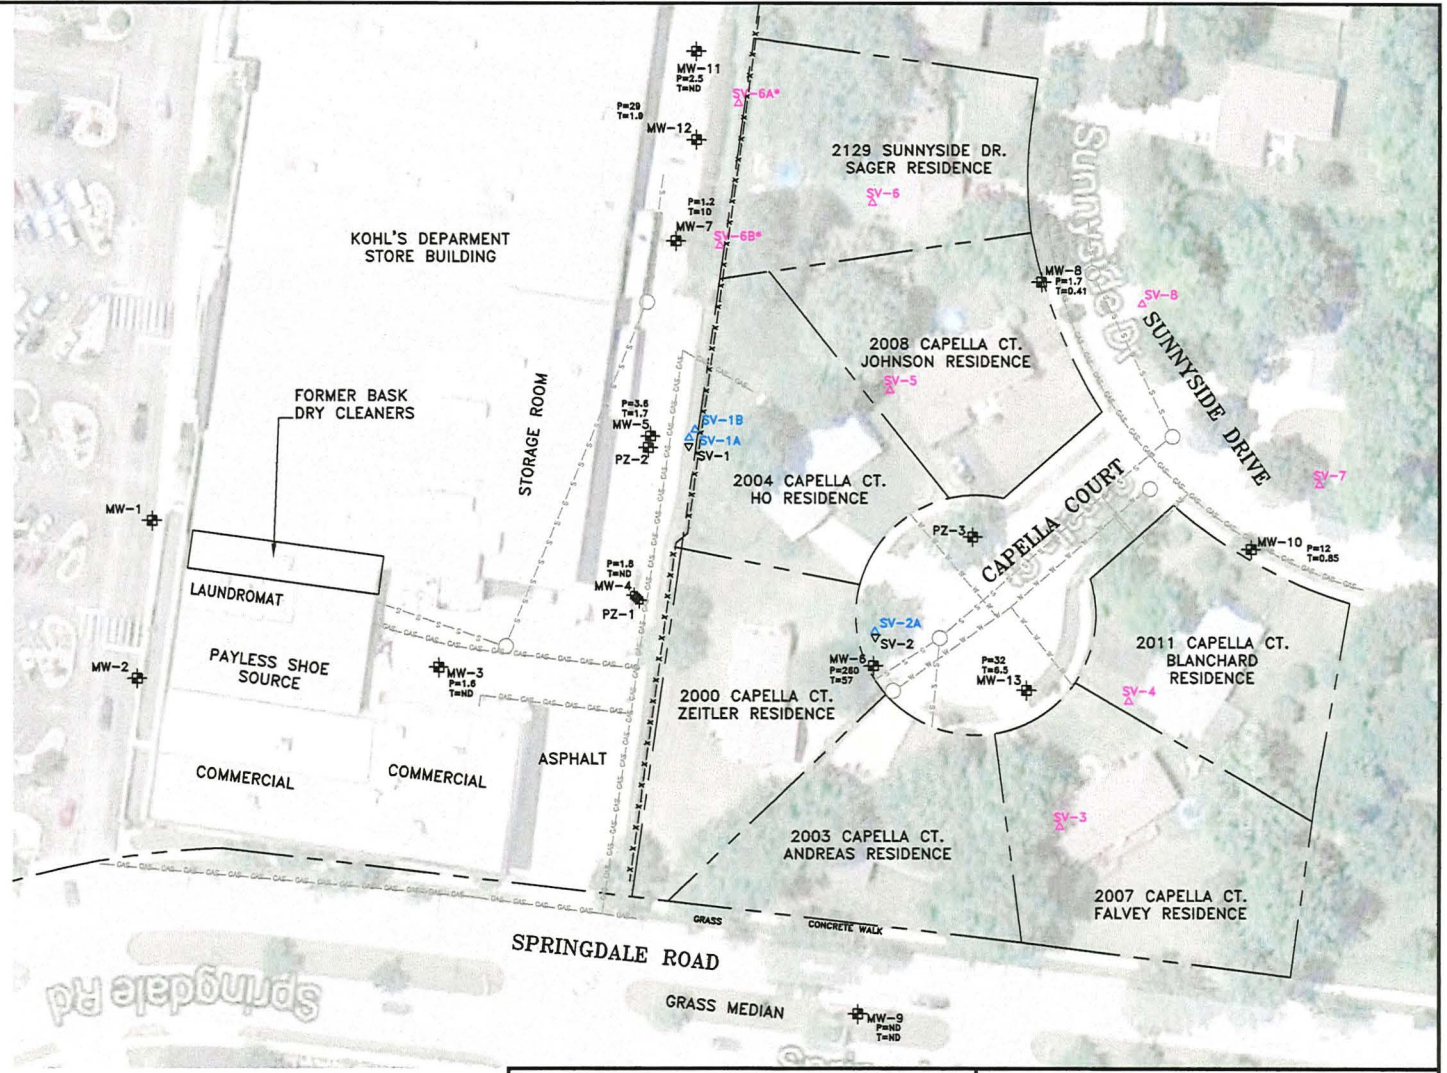 MW-11
P=2.5
T=ND
SV-6A*
P=29
T=1.9
MW-12
2129 SUNNYSIDE DR.
SAGER RESIDENCE
SV-6
P=1.2
T=10
MW-7
SV-6B*
KOHL'S DEPARMENT
STORE BUILDING
Sunnyside Dr
MW-8
P=1.7
T=0.41
SV-8
SUNNYSIDE DRIVE
2008 CAPELLA CT.
JOHNSON RESIDENCE
SV-5
FORMER BASK
DRY CLEANERS
STORAGE ROOM
P=3.6
T=1.7
MW-5
PZ-2
SV-1B
SV-1A
SV-1
2004 CAPELLA CT.
HO RESIDENCE
SV-7
MW-1
PZ-3
CAPELLA COURT
MW-10
P=12
T=0.85
LAUNDROMAT
P=1.8
T=ND
MW-4
PZ-1
SV-2A
SV-2
MW-6
P=260
T=57
P=32
T=6.5
MW-13
2011 CAPELLA CT.
BLANCHARD
RESIDENCE
SV-4
MW-2
PAYLESS SHOE
SOURCE
MW-3
P=1.6
T=ND
2000 CAPELLA CT.
ZEITLER RESIDENCE
ASPHALT
COMMERCIAL
COMMERCIAL
SV-3
2003 CAPELLA CT.
ANDREAS RESIDENCE
2007 CAPELLA CT.
FALVEY RESIDENCE
GRASS
CONCRETE WALK
SPRINGDALE ROAD
Springdale Rd
GRASS MEDIAN
MW-9
P=ND
T=ND